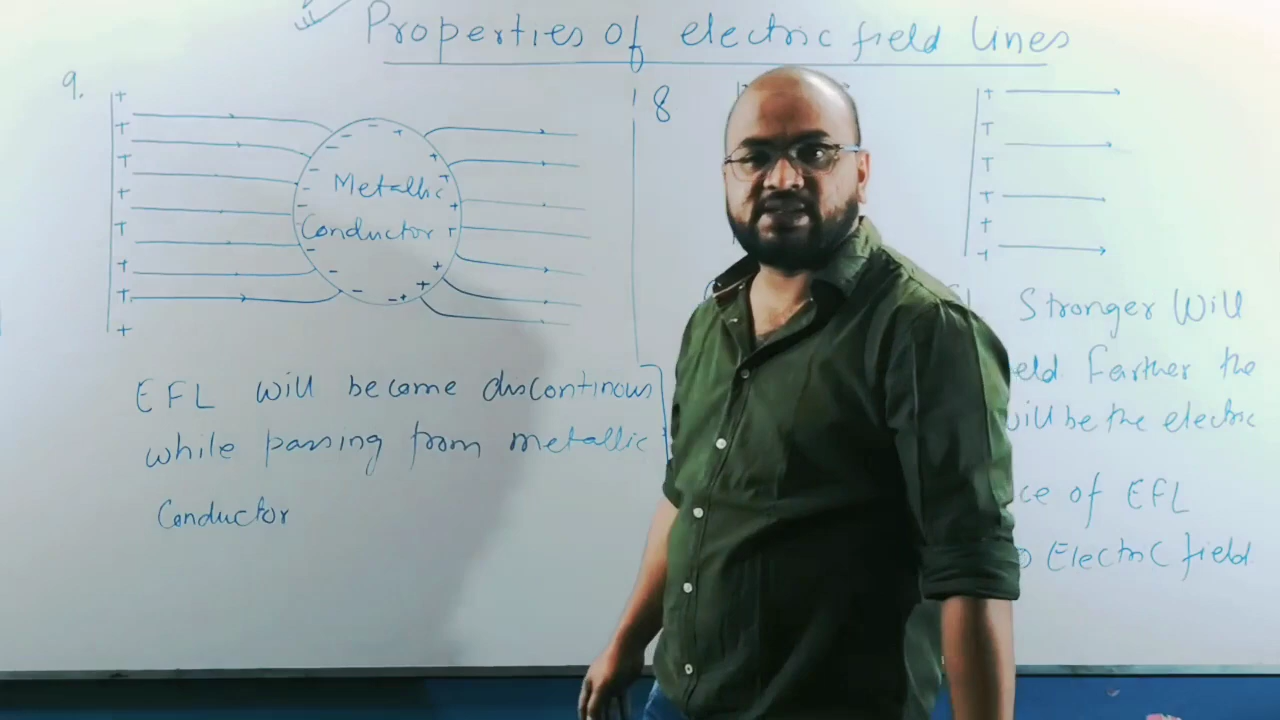 Properties of electric field lines
9.
+
+
+
+
+
+
+
+
Metallic
Conductor
EFL will become discontinous
while passing from metallic
Conductor
8
+
+
+
+
+
+
Stronger Will
Farther the
will be the electric
of EFL
Electric field